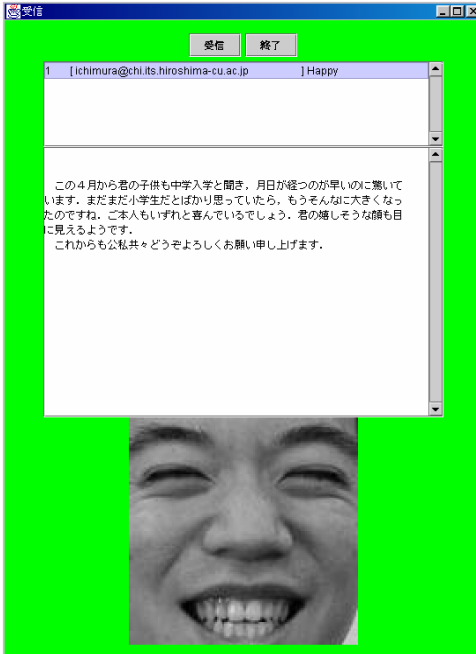 受信
受信 終了
1 [ ichimura@chi.its.hiroshima-cu.ac.jp ] Happy
この４月から君の子供も中学入学と聞き，月日が経つのが早いのに驚いて
います．まだまだ小学生だとばかり思っていたら，もうそんなに大きくなっ
たのですね．ご本人もいずれと喜んでいるでしょう．君の嬉しそうな顔も目
に見えるようです．
これからも公私共々どうぞよろしくお願い申し上げます．